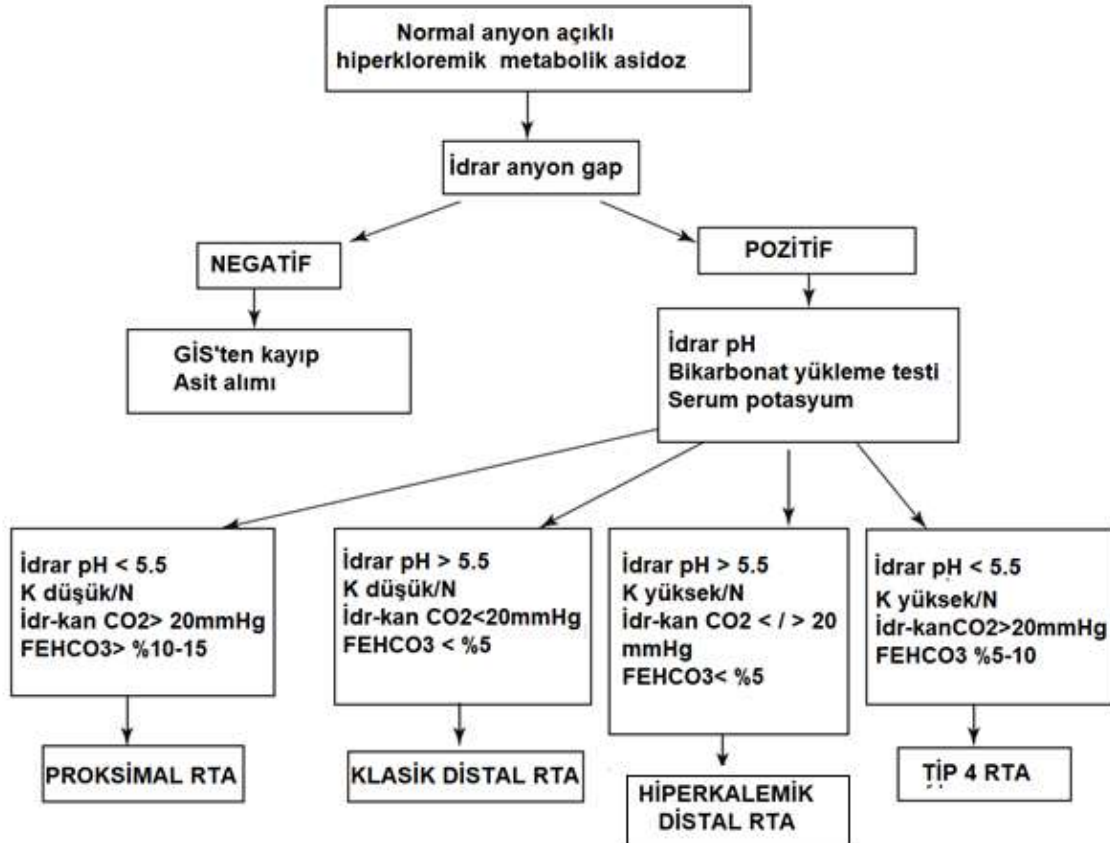 Normal anyon açıklı
hiperkloremik metabolik asidoz
İdrar anyon gap
NEGATİF
POZİTİF
GİS'ten kayıp
Asit alımı
İdrar pH
Bikarbonat yükleme testi
Serum potasyum
İdrar pH < 5.5
K düşük/N
İdr-kan CO2> 20mmHg
FEHCO3> %10-15
İdrar pH > 5.5
K düşük/N
İdr-kan CO2<20mmHg
FEHCO3 < %5
İdrar pH > 5.5
K yüksek/N
İdr-kan CO2 < / > 20
mmHg
FEHCO3< %5
İdrar pH < 5.5
K yüksek/N
İdr-kanCO2>20mmHg
FEHCO3 %5-10
PROKSİMAL RTA
KLASİK DİSTAL RTA
HİPERKALEMİK
DİSTAL RTA
TİP 4 RTA